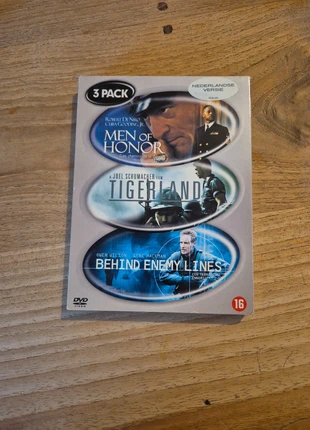 3 PACK
NEDERLANDSE
VERSIE
ROBERT DE NIRO
CUBA GOODING, JR.
MEN OF
HONOR
A JOEL SCHUMACHER FILM
TIGERLAND
OWEN WILSON GENE HACKMAN
BEHIND ENEMY LINES
DVD
16